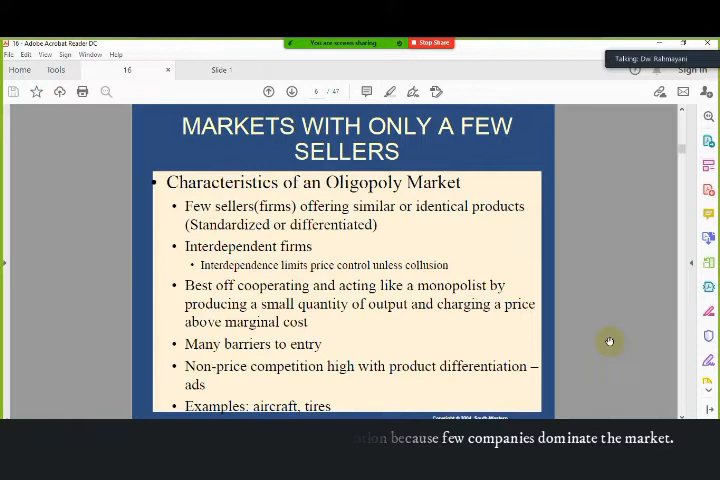 16 - Adobe Acrobat Reader DC
You are screen sharing
Stop Share
File Edit View Sign Window Help
Talking: Dwi Rahmayani
Home Tools 16 × Slide 1
Sign In
6 / 47
MARKETS WITH ONLY A FEW
SELLERS
• Characteristics of an Oligopoly Market
• Few sellers(firms) offering similar or identical products
(Standardized or differentiated)
• Interdependent firms
• Interdependence limits price control unless collusion
• Best off cooperating and acting like a monopolist by
producing a small quantity of output and charging a price
above marginal cost
• Many barriers to entry
• Non-price competition high with product differentiation –
ads
• Examples: aircraft, tires
Copyright © 2004 South-Western
because few companies dominate the market.